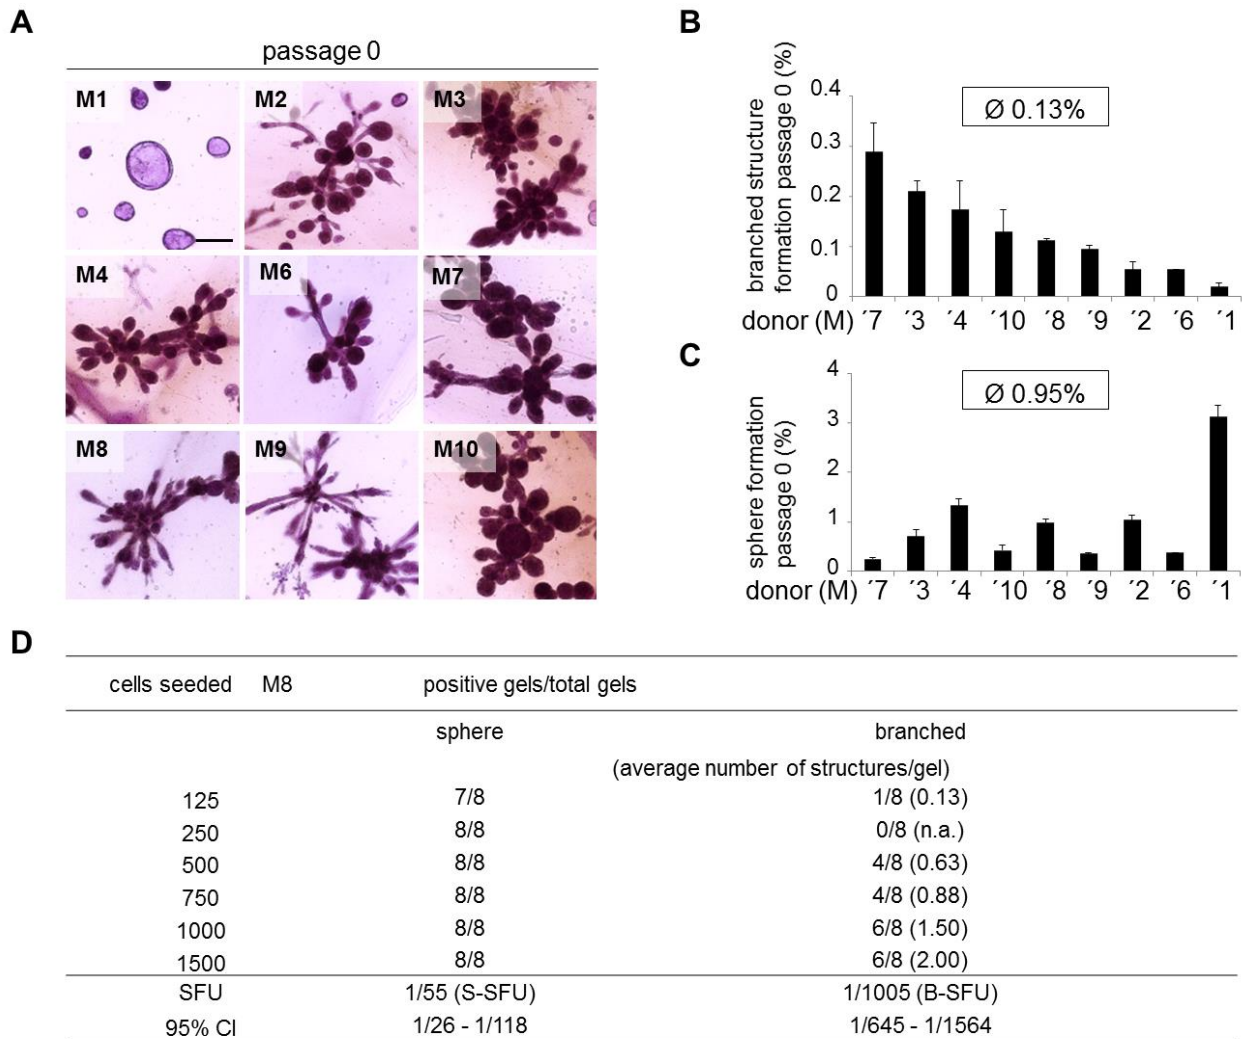 A
passage 0
M1
M2
M3
M4
M6
M7
M8
M9
M10
B
branched structure
formation passage 0 (%)
Ø 0.13%
0.4
0.3
0.2
0.1
0
donor (M) ´7 ´3 ´4 ´10 ´8 ´9 ´2 ´6 ´1
C
sphere formation
passage 0 (%)
Ø 0.95%
4
3
2
1
0
donor (M) ´7 ´3 ´4 ´10 ´8 ´9 ´2 ´6 ´1
D
cells seeded M8 positive gels/total gels
sphere branched
(average number of structures/gel)
125 7/8 1/8 (0.13)
250 8/8 0/8 (n.a.)
500 8/8 4/8 (0.63)
750 8/8 4/8 (0.88)
1000 8/8 6/8 (1.50)
1500 8/8 6/8 (2.00)
SFU 1/55 (S-SFU) 1/1005 (B-SFU)
95% CI 1/26 - 1/118 1/645 - 1/1564